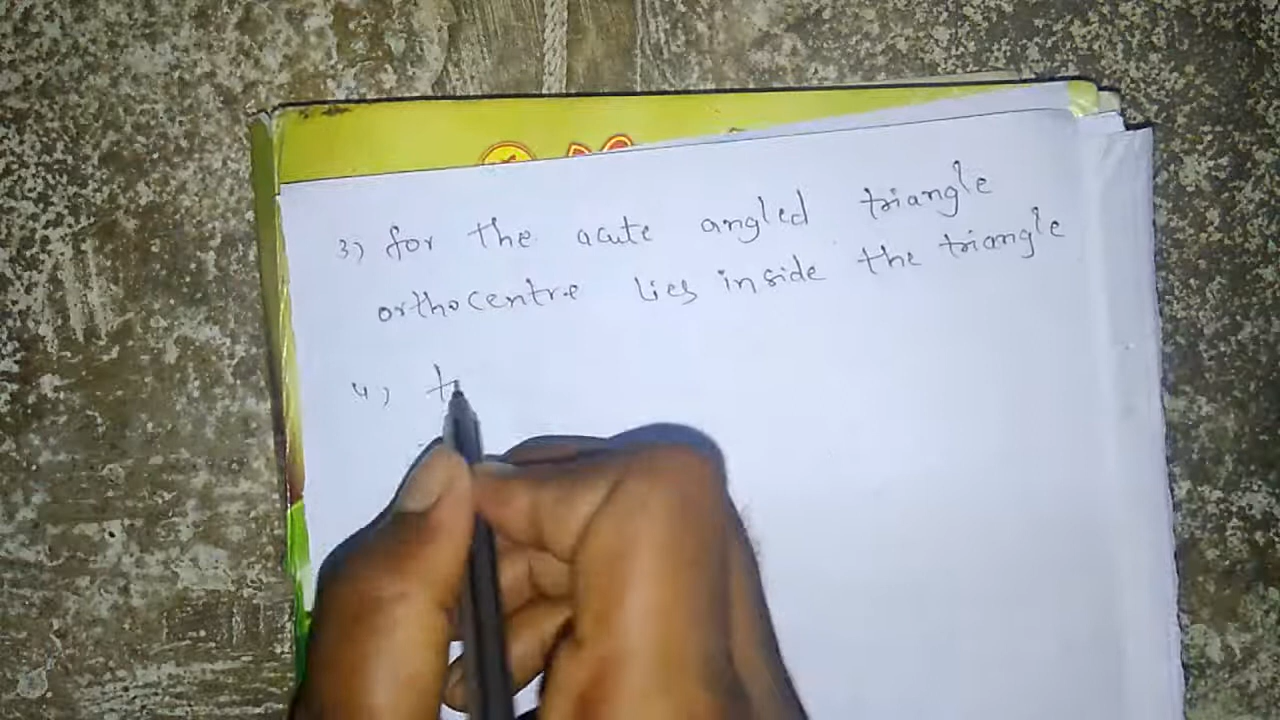 3) for the acute angled triangle
orthocentre lies inside the triangle
4)